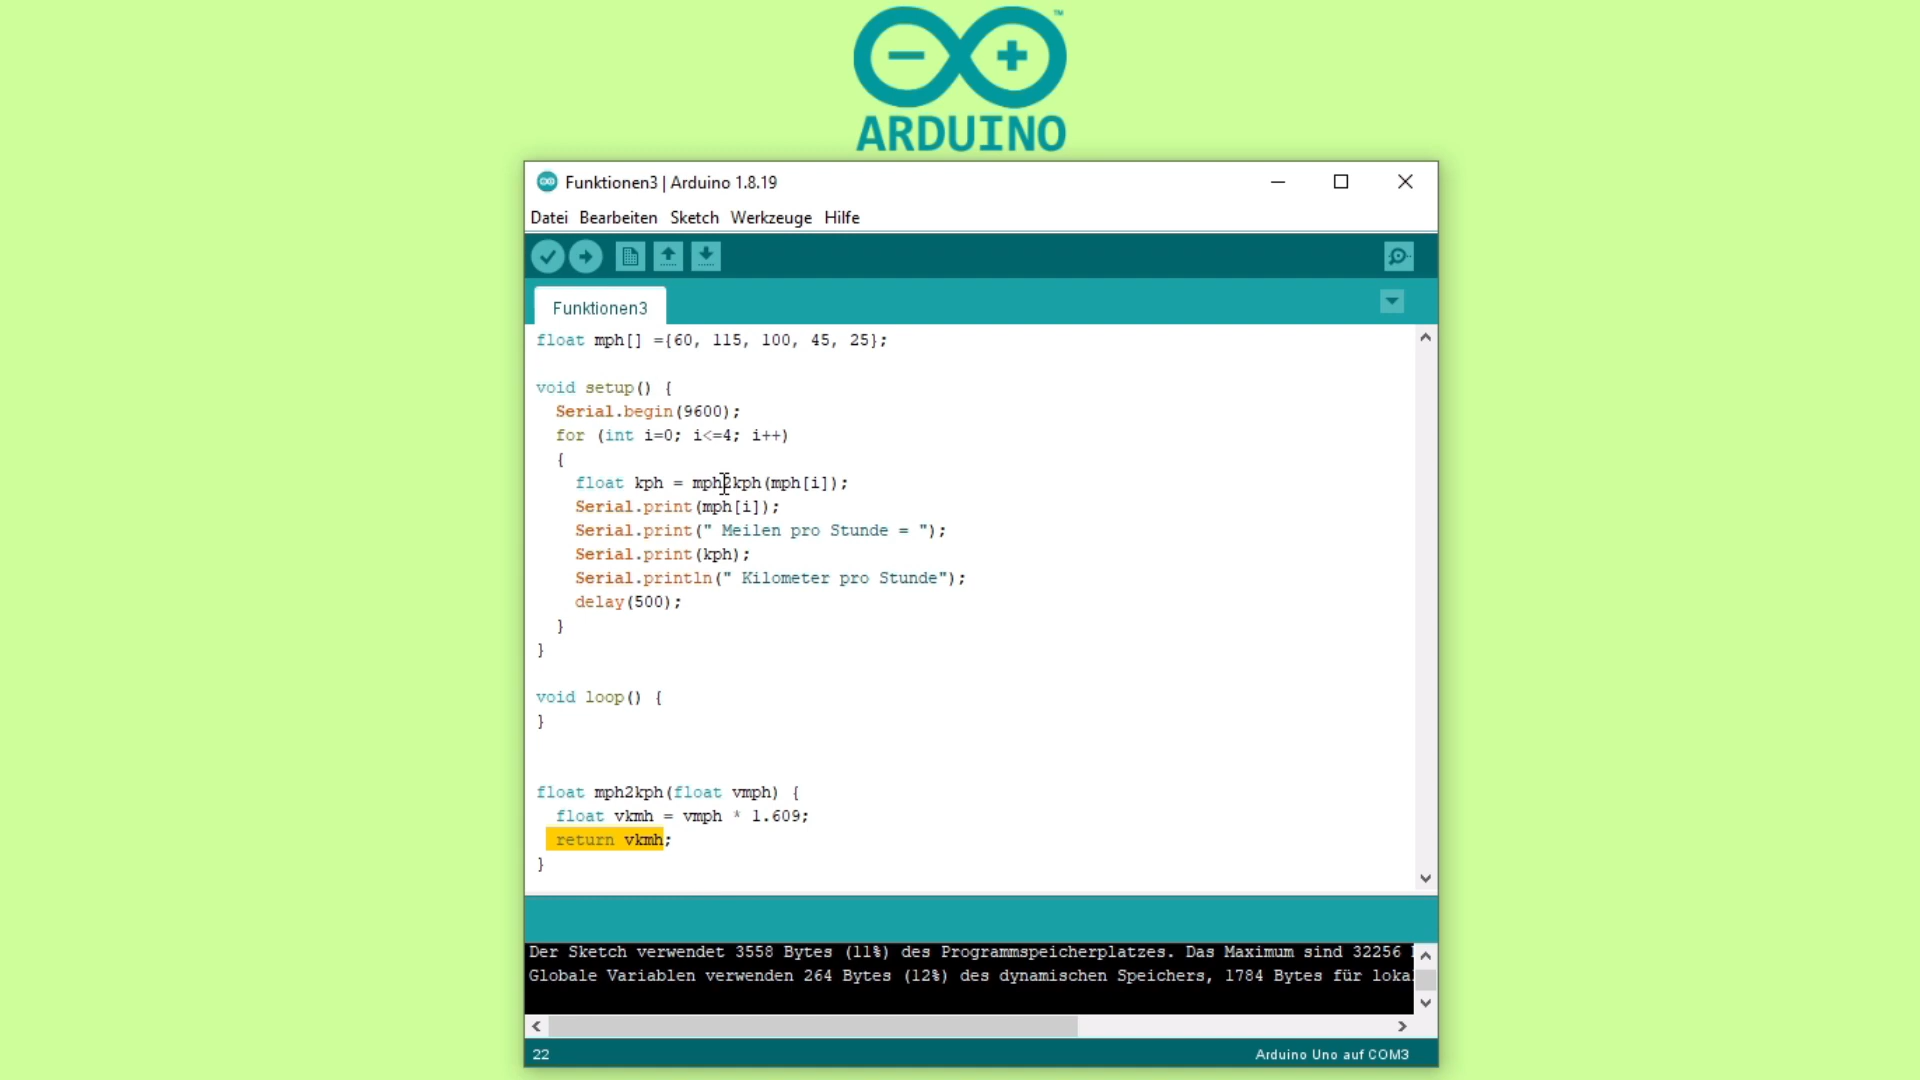 ARDUINO
TM
Funktionen3 | Arduino 1.8.19
Datei Bearbeiten Sketch Werkzeuge Hilfe
Funktionen3
float mph[] ={60, 115, 100, 45, 25};
void setup() {
Serial.begin(9600);
for (int i=0; i<=4; i++)
{
float kph = mph2kph(mph[i]);
Serial.print(mph[i]);
Serial.print(" Meilen pro Stunde = ");
Serial.print(kph);
Serial.println(" Kilometer pro Stunde");
delay(500);
}
}
void loop() {
}
float mph2kph(float vmph) {
float vkmh = vmph * 1.609;
return vkmh;
}
Der Sketch verwendet 3558 Bytes (11%) des Programmspeicherplatzes. Das Maximum sind 32256
Globale Variablen verwenden 264 Bytes (12%) des dynamischen Speichers, 1784 Bytes für loka
22
Arduino Uno auf COM3